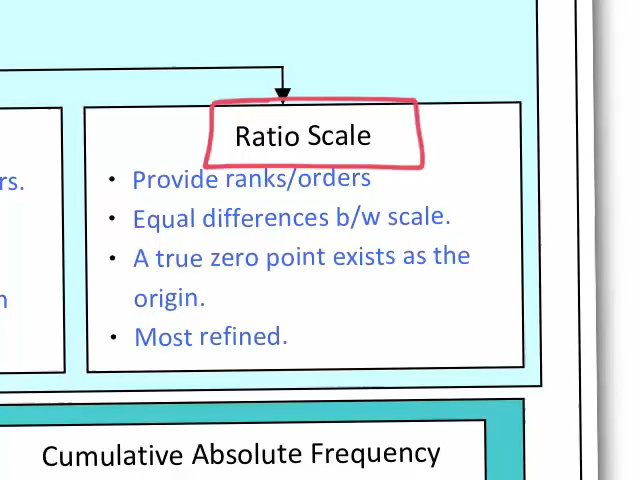 Ratio Scale
rs.
• Provide ranks/orders
• Equal differences b/w scale.
• A true zero point exists as the
origin.
n
• Most refined.
Cumulative Absolute Frequency